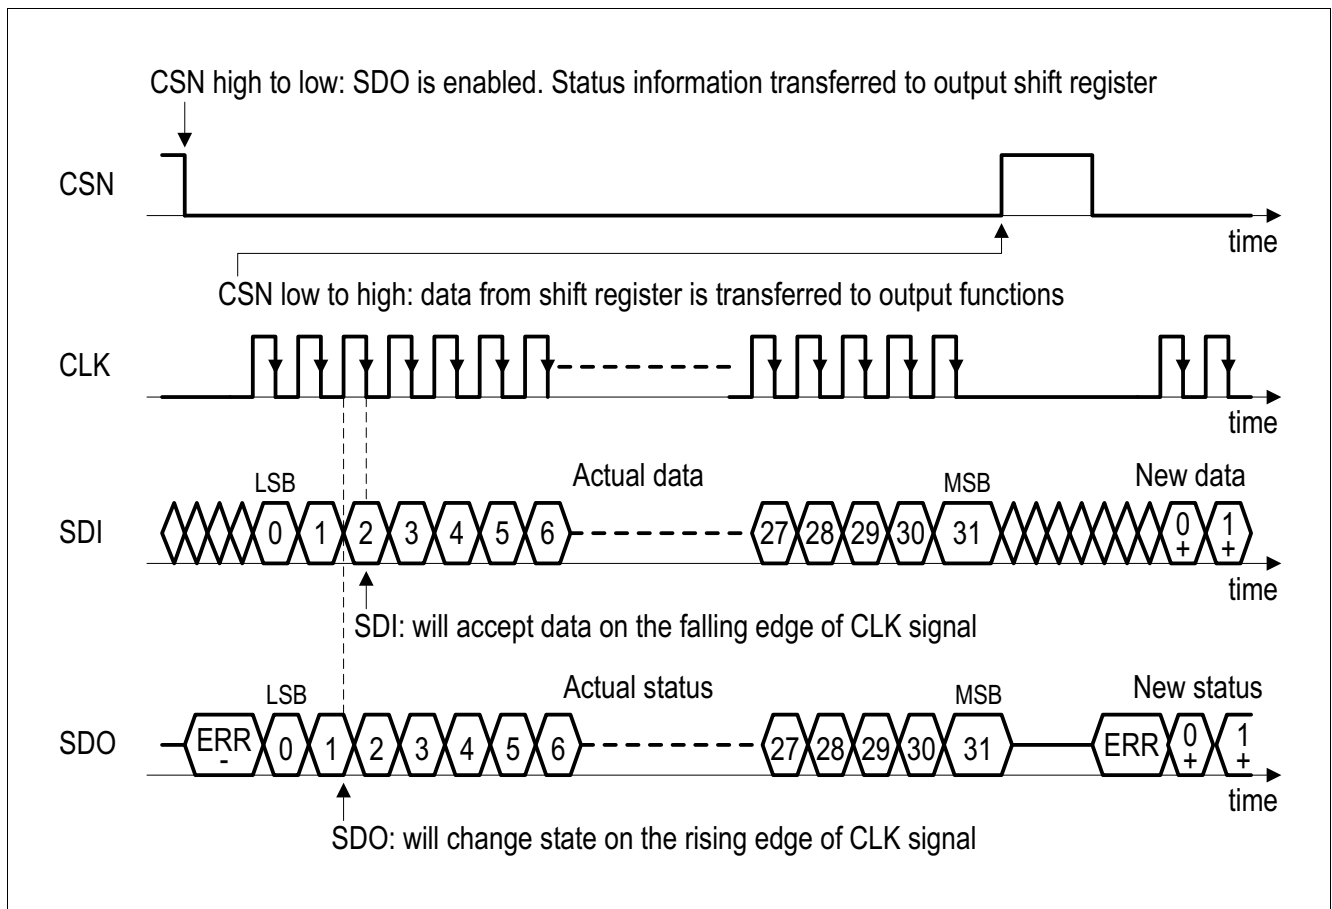 CSN high to low: SDO is enabled. Status information transferred to output shift register
CSN
time
CSN low to high: data from shift register is transferred to output functions
CLK
time
LSB Actual data MSB New data
SDI 0 1 2 3 4 5 6 27 28 29 30 31 0+ 1+
time
SDI: will accept data on the falling edge of CLK signal
LSB Actual status MSB New status
SDO ERR- 0 1 2 3 4 5 6 27 28 29 30 31 ERR 0+ 1+
time
SDO: will change state on the rising edge of CLK signal